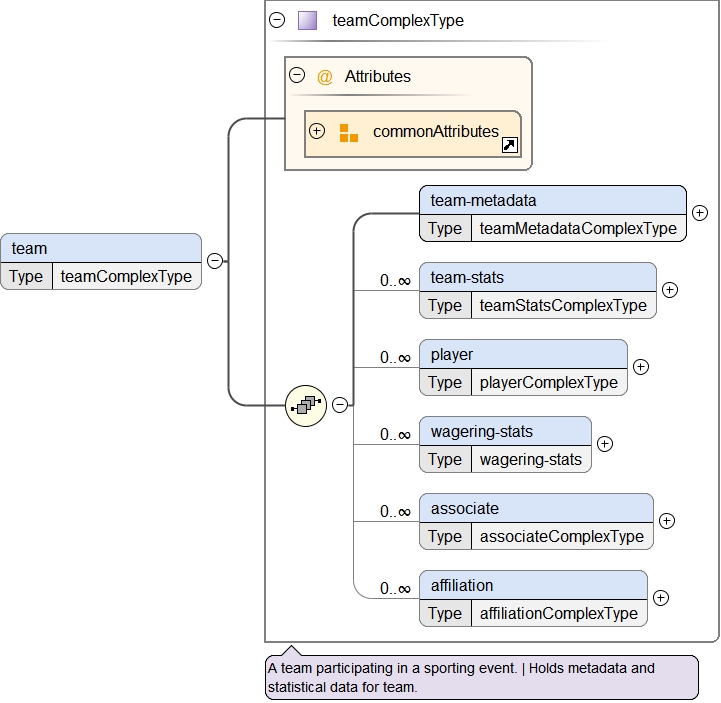 teamComplexType
@ Attributes
commonAttributes
team
Type teamComplexType
team-metadata
Type teamMetadataComplexType
0..∞ team-stats
Type teamStatsComplexType
0..∞ player
Type playerComplexType
0..∞ wagering-stats
Type wagering-stats
0..∞ associate
Type associateComplexType
0..∞ affiliation
Type affiliationComplexType
A team participating in a sporting event. | Holds metadata and
statistical data for team.